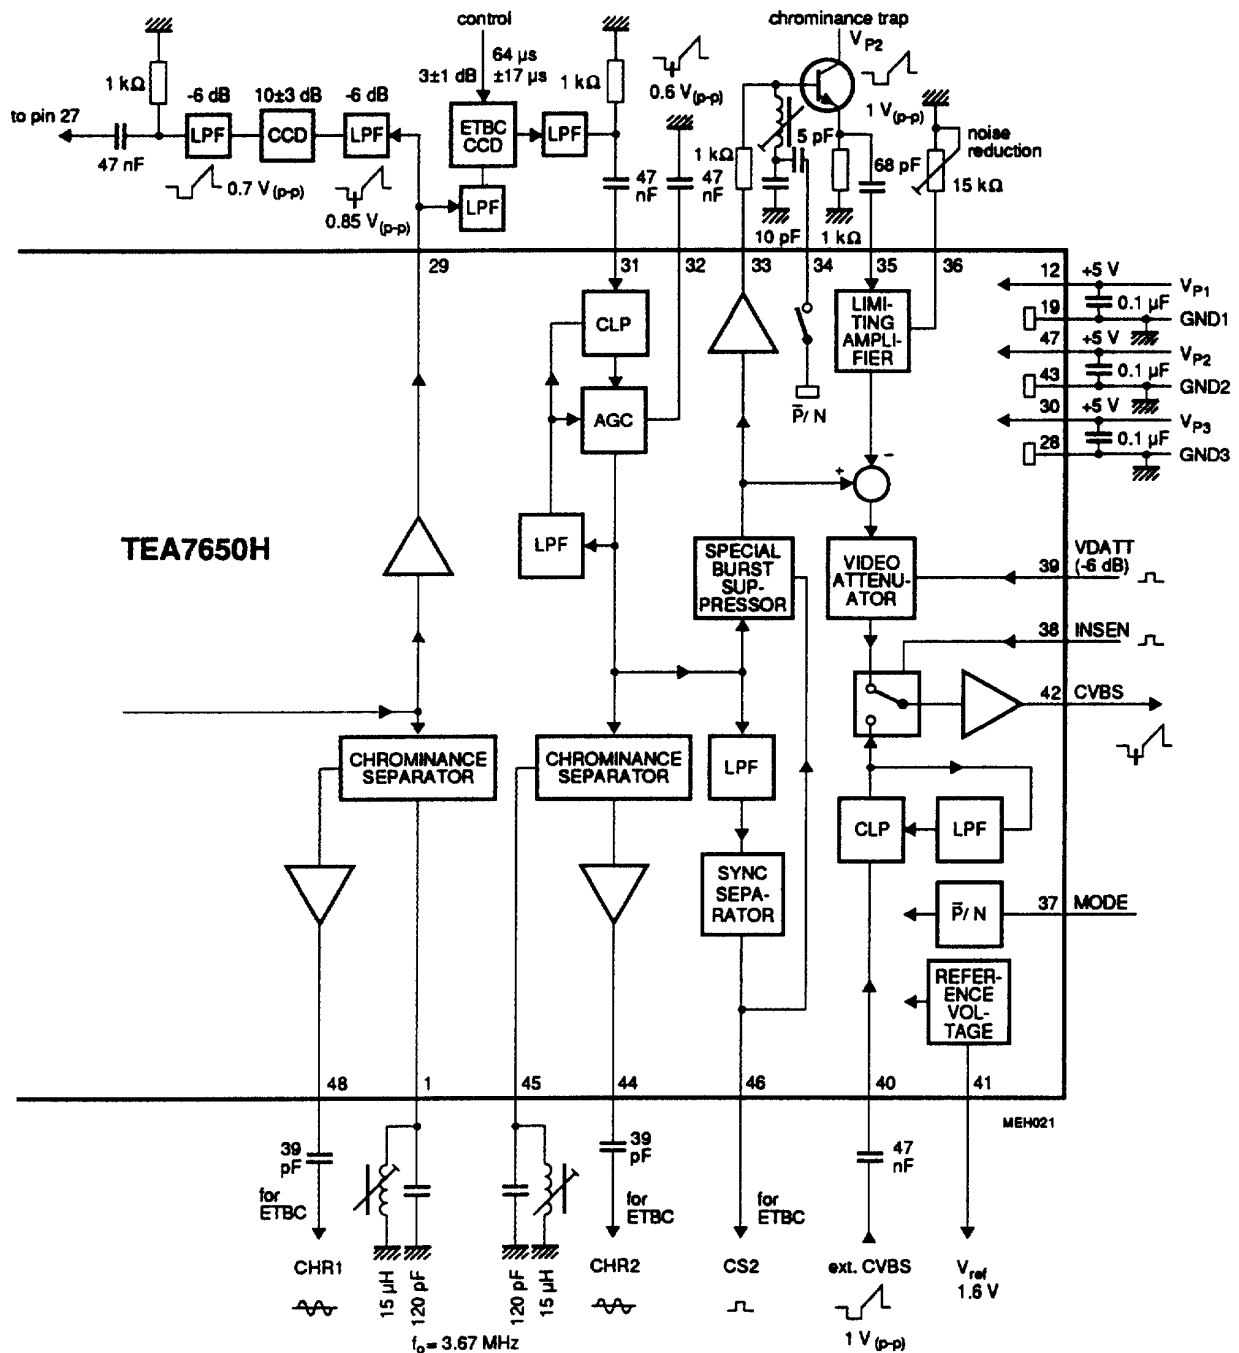 control
chrominance trap
V_P2
64 µs
±17 µs
3±1 dB
1 kΩ
1 kΩ
0.6 V(p-p)
1 V(p-p)
-6 dB
10±3 dB
-6 dB
to pin 27
LPF
CCD
LPF
ETBC
CCD
LPF
47 nF
0.7 V(p-p)
0.85 V(p-p)
LPF
47
nF
47
nF
1 kΩ
5 pF
68 pF
noise
reduction
15 kΩ
10 pF
1 kΩ
29
31
32
33
34
35
36
12
+5 V
V_P1
0.1 µF
19
GND1
47
+5 V
V_P2
0.1 µF
43
GND2
30
+5 V
V_P3
0.1 µF
28
GND3
CLP
AGC
LPF
P̅/ N
LIMI-
TING
AMPLI-
FIER
+
-
TEA7650H
SPECIAL
BURST
SUP-
PRESSOR
VIDEO
ATTENU-
ATOR
39
VDATT
(-6 dB)
38
INSEN
42
CVBS
CHROMINANCE
SEPARATOR
CHROMINANCE
SEPARATOR
LPF
CLP
LPF
SYNC
SEPA-
RATOR
P̅/ N
37
MODE
REFER-
ENCE
VOL-
TAGE
48
1
45
44
46
40
41
MEH021
39
pF
for
ETBC
39
pF
for
ETBC
for
ETBC
47
nF
CHR1
15 µH
120 pF
120 pF
15 µH
CHR2
CS2
ext. CVBS
V_ref
1.6 V
1 V(p-p)
f_o = 3.67 MHz